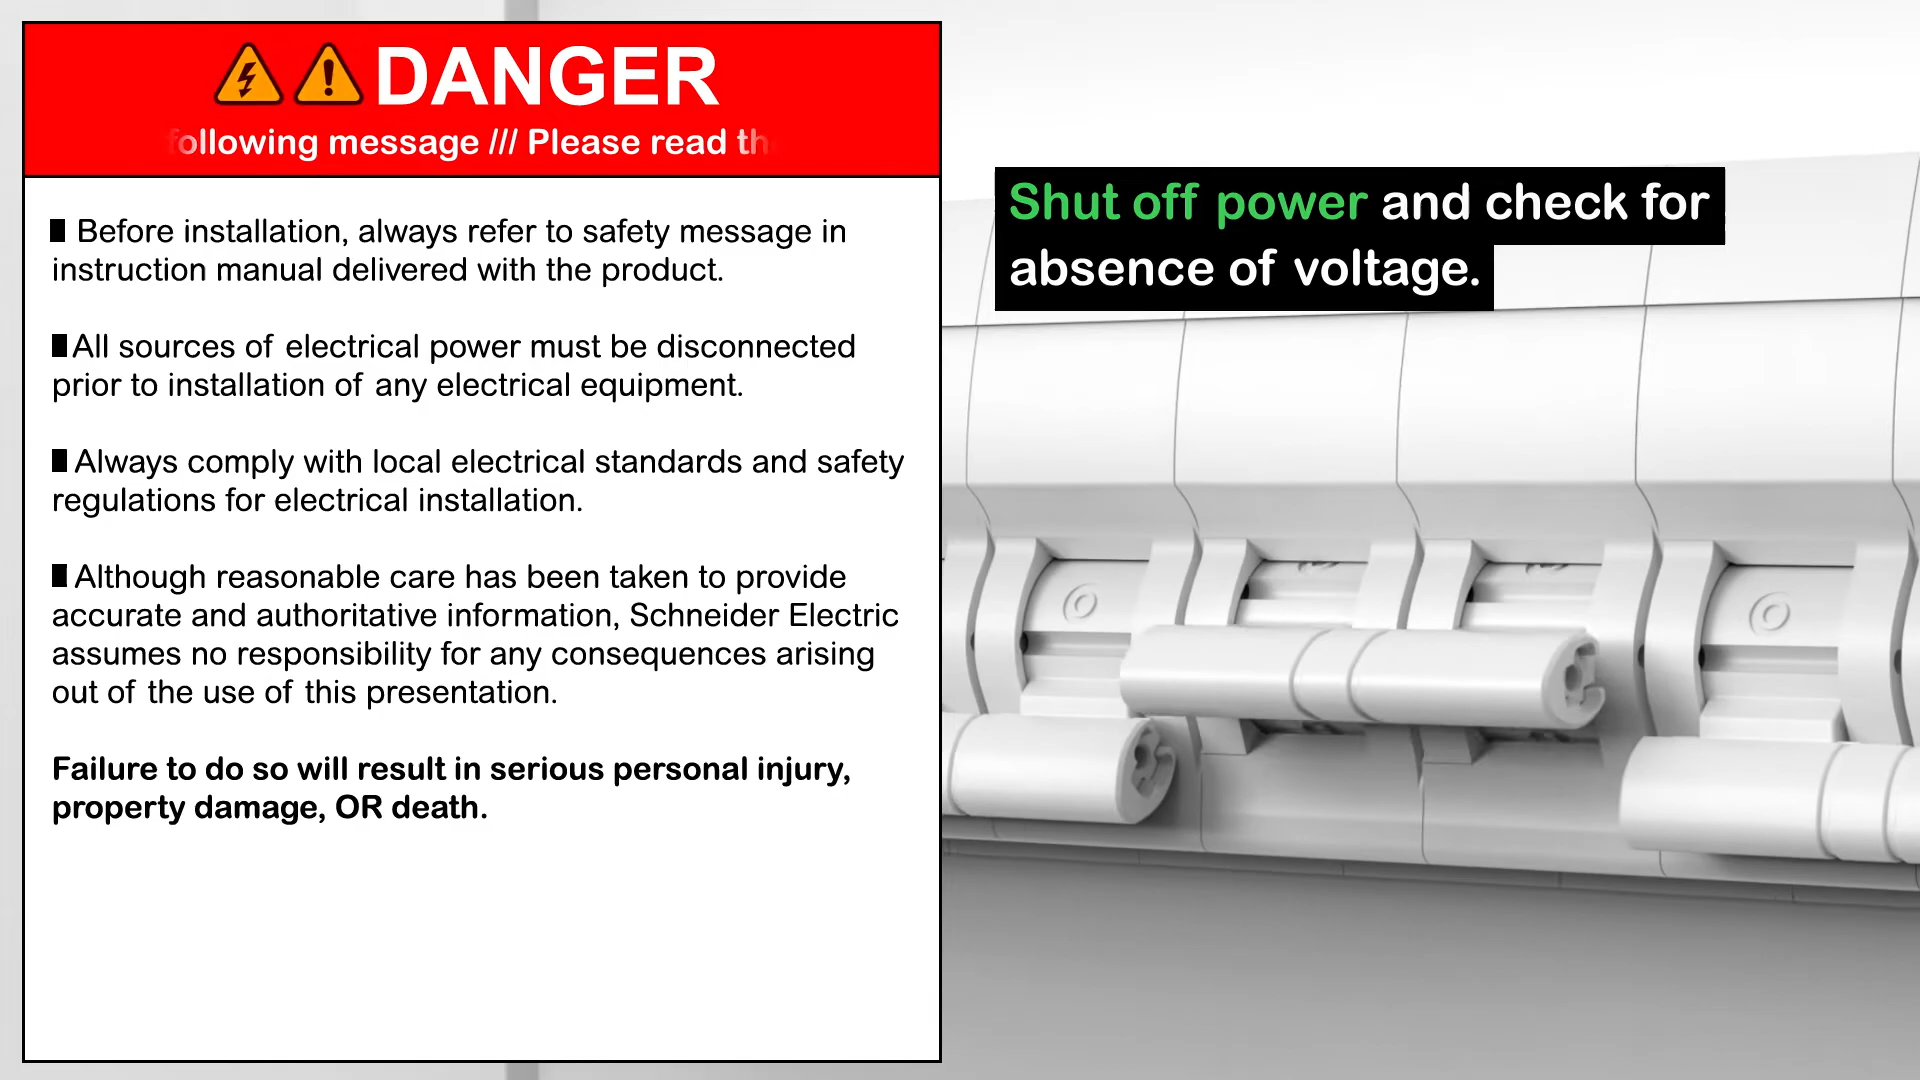 DANGER
following message /// Please read the
Before installation, always refer to safety message in
instruction manual delivered with the product.
All sources of electrical power must be disconnected
prior to installation of any electrical equipment.
Always comply with local electrical standards and safety
regulations for electrical installation.
Although reasonable care has been taken to provide
accurate and authoritative information, Schneider Electric
assumes no responsibility for any consequences arising
out of the use of this presentation.
Failure to do so will result in serious personal injury,
property damage, OR death.
Shut off power and check for
absence of voltage.